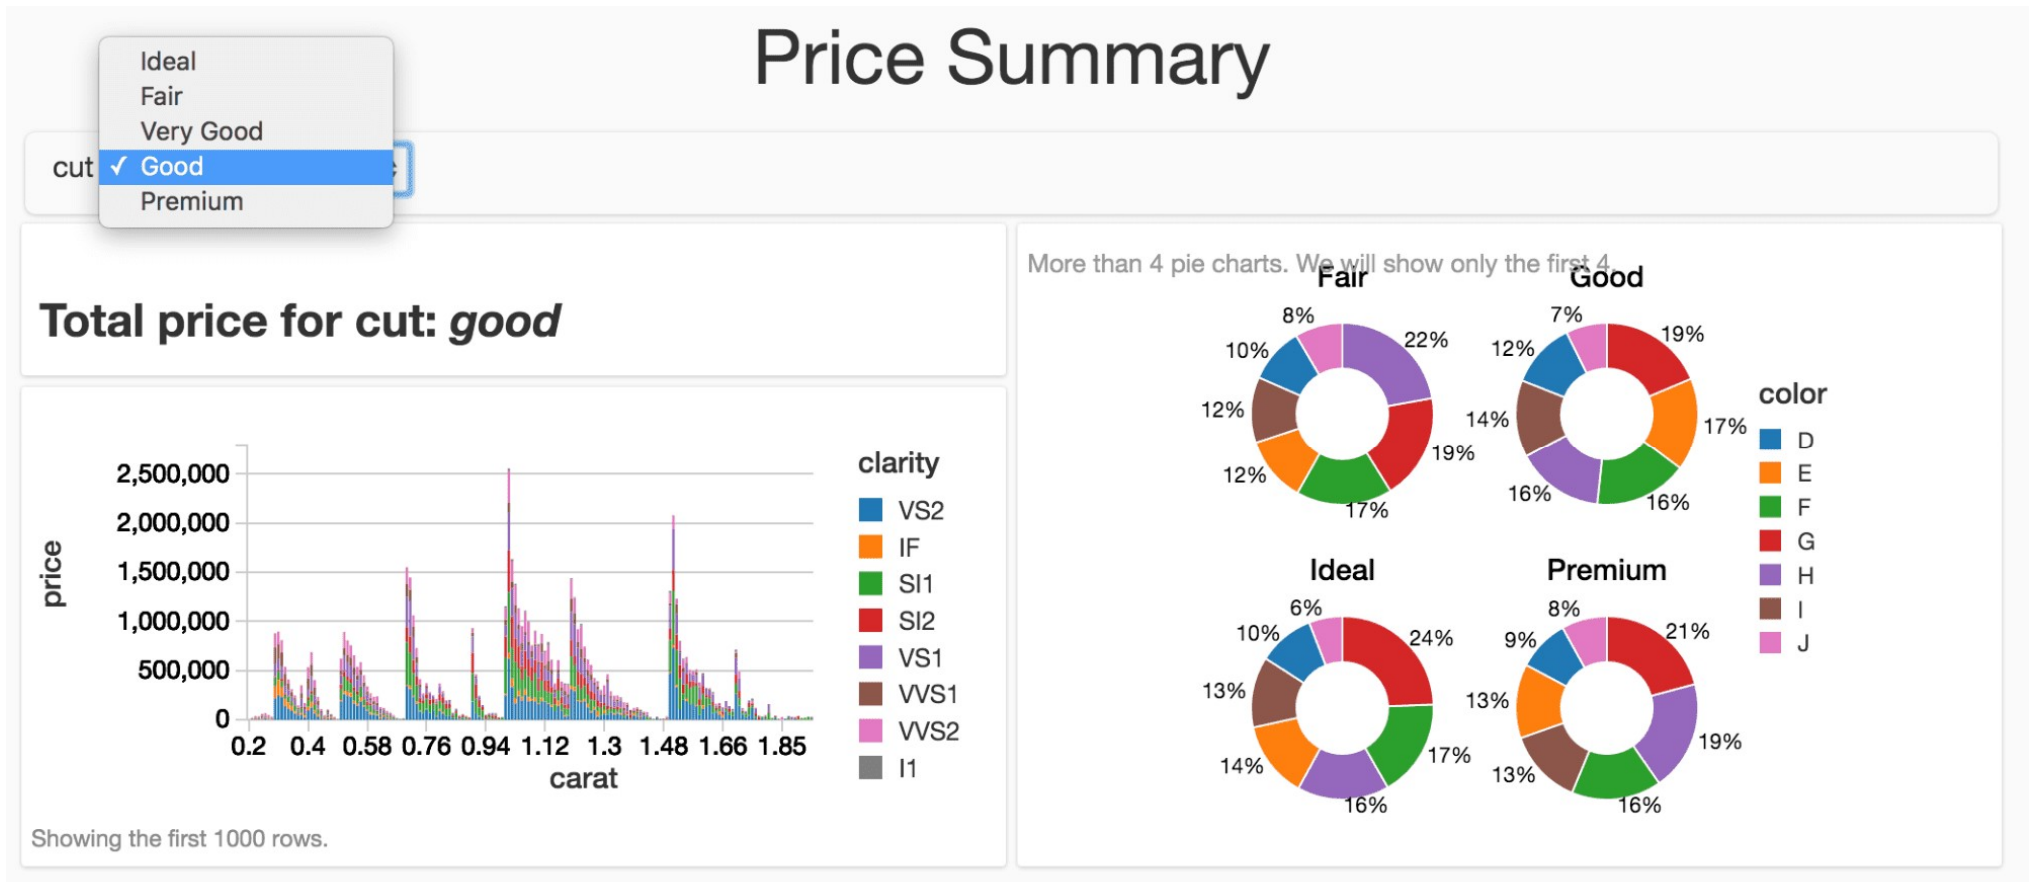 Price Summary
Ideal
Fair
Very Good
cut ✓ Good
Premium
Total price for cut: good
price
2,500,000
2,000,000
1,500,000
1,000,000
500,000
0
0.2 0.4 0.58 0.76 0.94 1.12 1.3 1.48 1.66 1.85
carat
clarity
VS2
IF
SI1
SI2
VS1
VVS1
VVS2
I1
Showing the first 1000 rows.
More than 4 pie charts. We will show only the first 4.
Fair
8%
22%
10%
12%
19%
12%
17%
Good
7%
19%
12%
14%
17%
16%
16%
Ideal
6%
24%
10%
13%
17%
14%
16%
Premium
8%
21%
9%
13%
19%
13%
16%
color
D
E
F
G
H
I
J